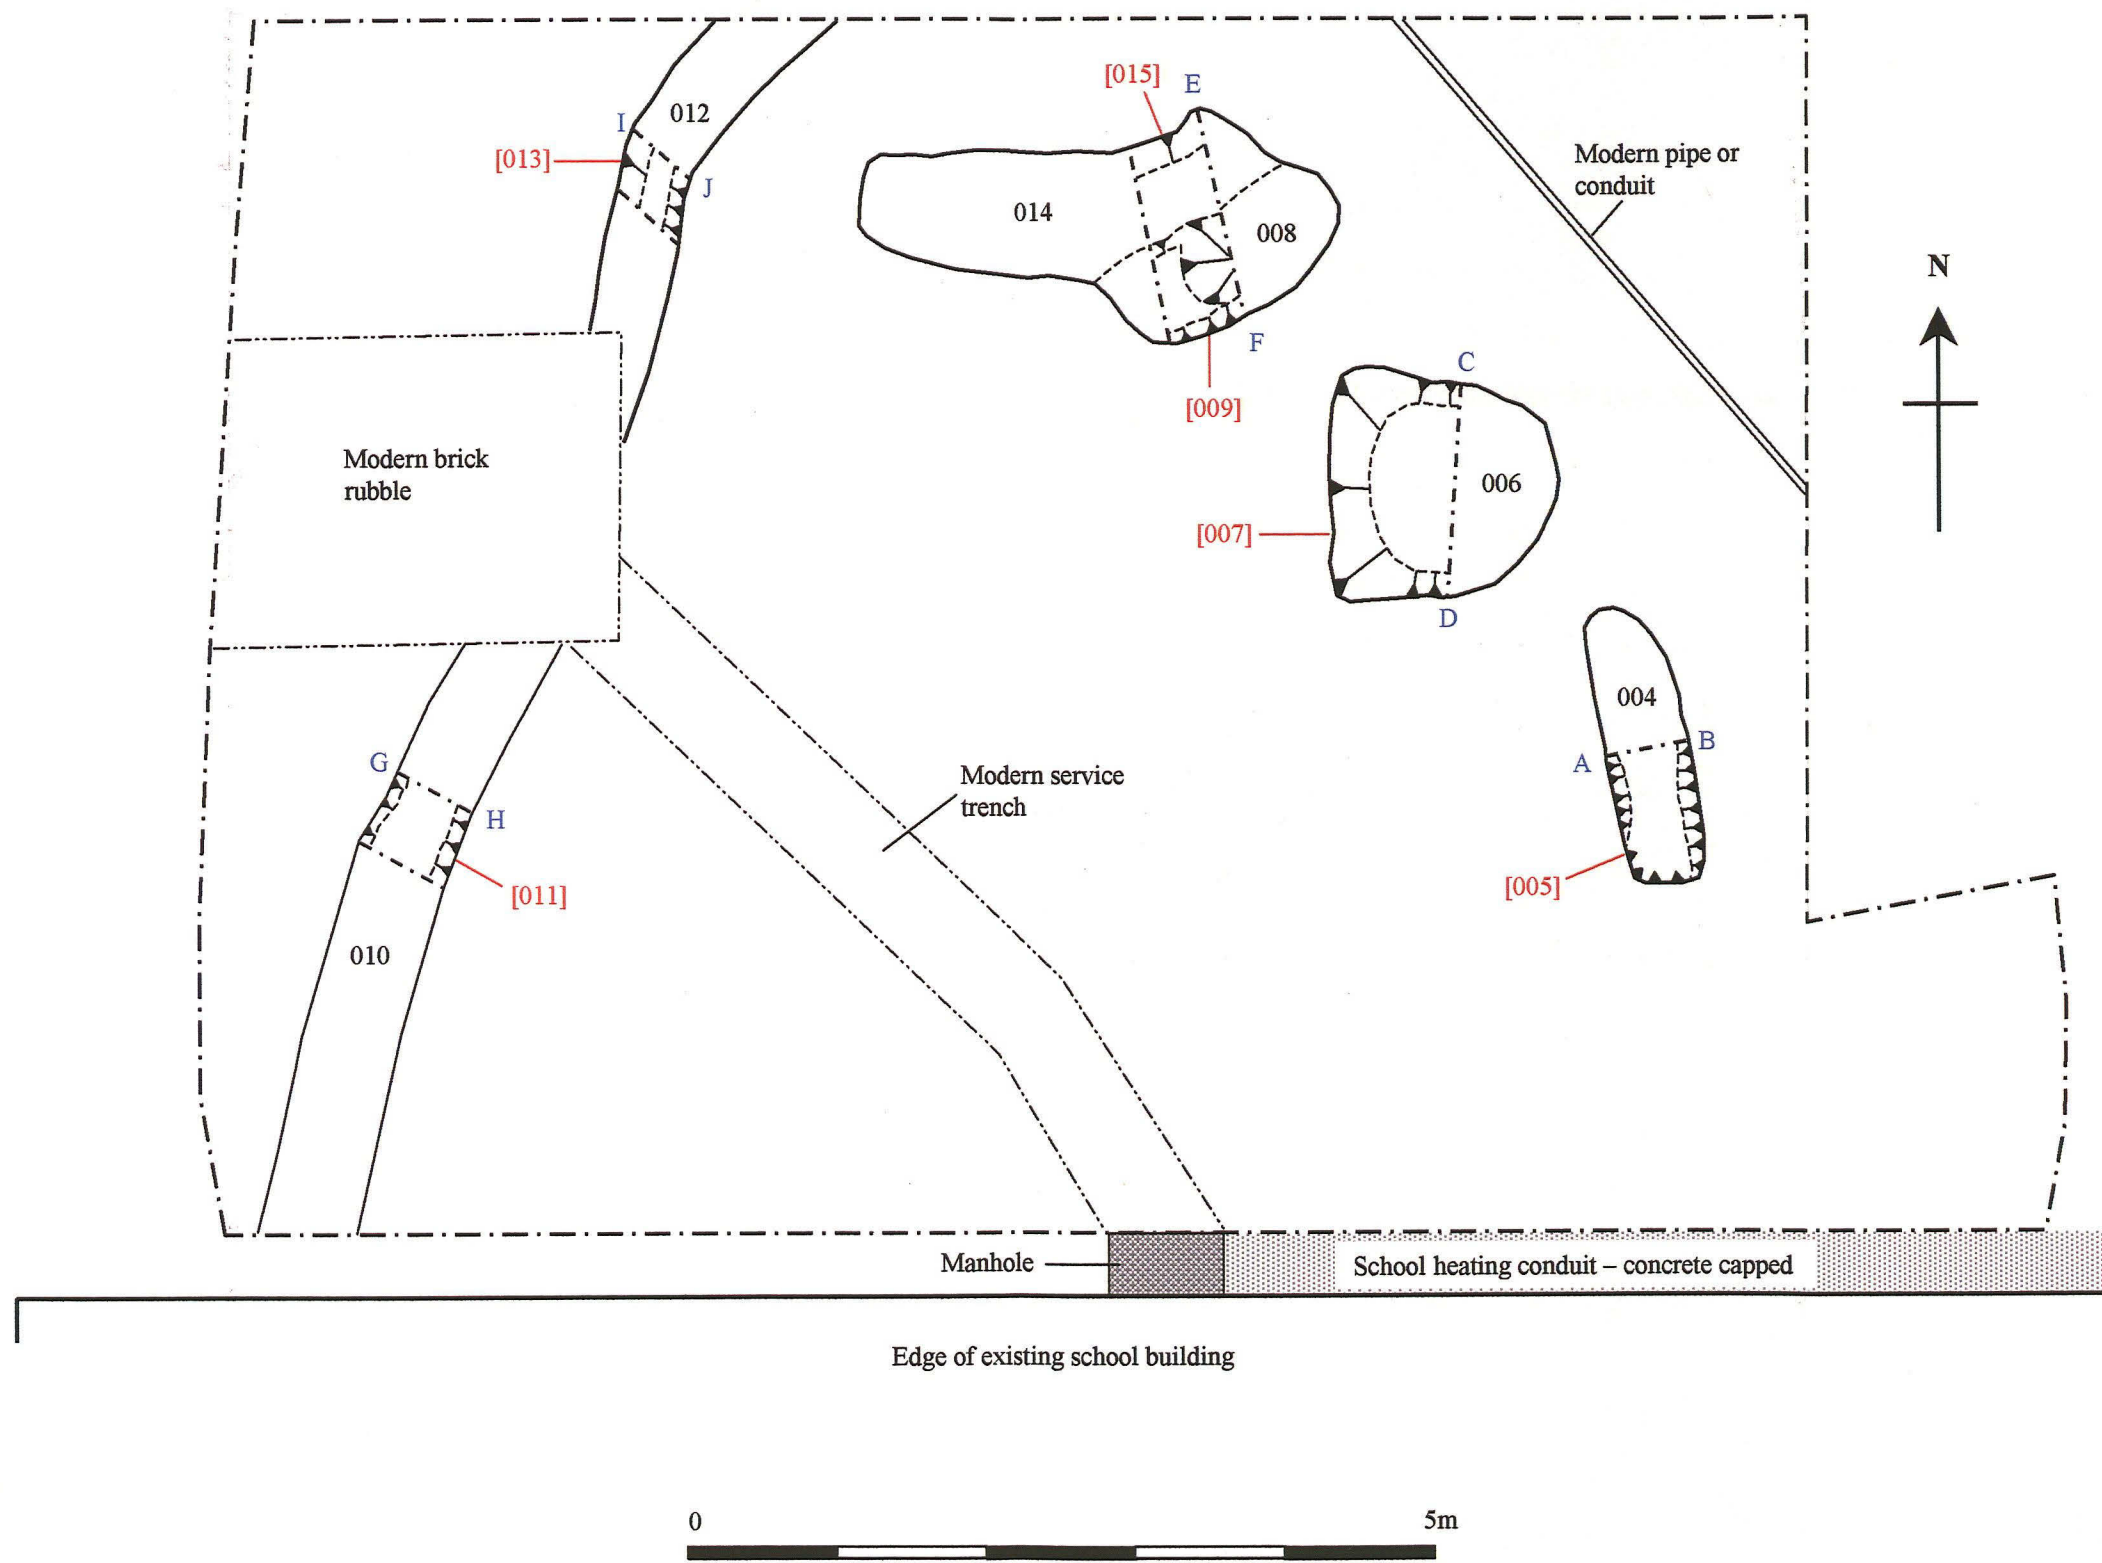 [015]
E
012
I
[013]
J
Modern pipe or
conduit
014
008
N
F
C
[009]
Modern brick
rubble
006
[007]
D
004
G
Modern service
trench
A
B
H
[011]
[005]
010
Manhole
School heating conduit – concrete capped
Edge of existing school building
0
5m